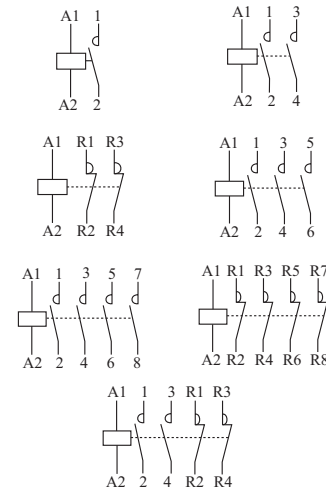 A1 1
A2 2
A1 1 3
A2 2 4
A1 R1 R3
A2 R2 R4
A1 1 3 5
A2 2 4 6
A1 1 3 5 7
A2 2 4 6 8
A1 R1 R3 R5 R7
A2 R2 R4 R6 R8
A1 1 3 R1 R3
A2 2 4 R2 R4